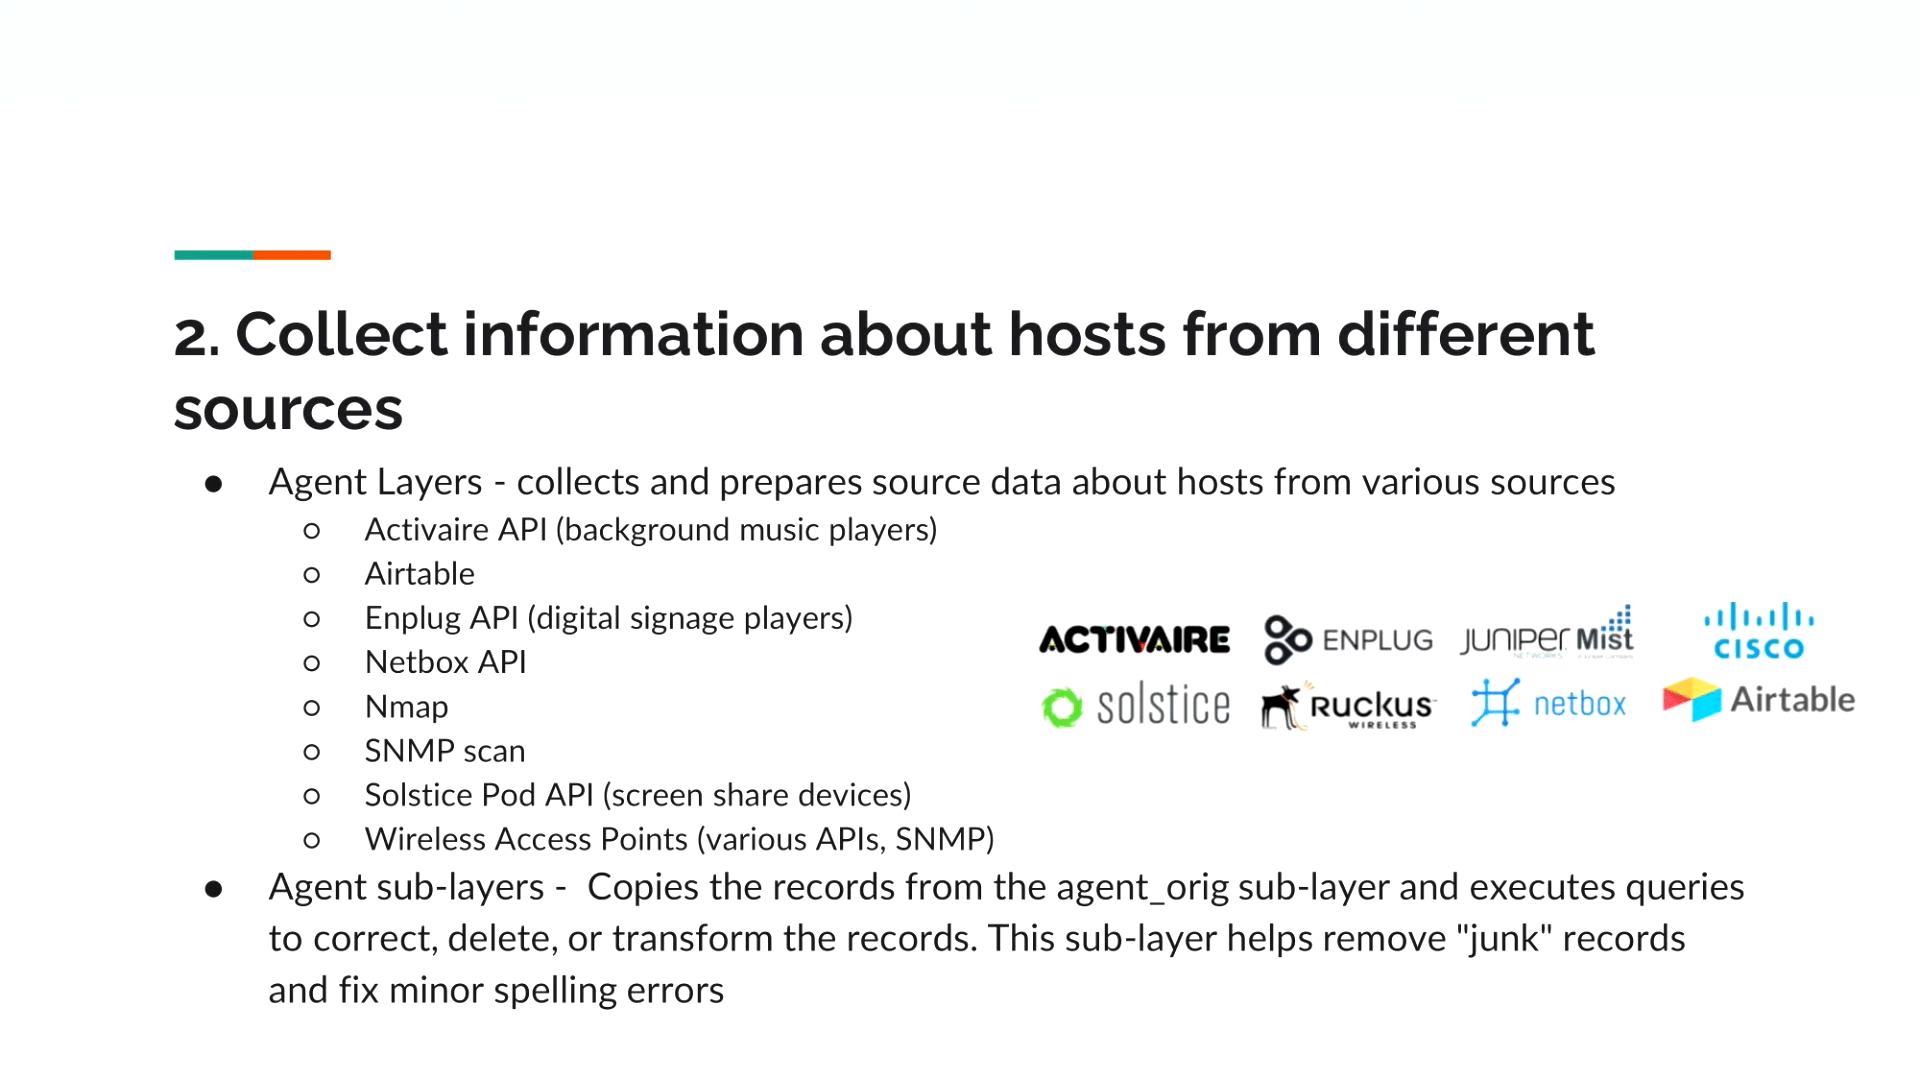 2. Collect information about hosts from different
sources
● Agent Layers - collects and prepares source data about hosts from various sources
○ Activaire API (background music players)
○ Airtable
○ Enplug API (digital signage players)
○ Netbox API
○ Nmap
○ SNMP scan
○ Solstice Pod API (screen share devices)
○ Wireless Access Points (various APIs, SNMP)
ACTIVAIRE ENPLUG JUNIPER NETWORKS Mist CISCO
solstice RUCKUS WIRELESS netbox Airtable
● Agent sub-layers - Copies the records from the agent_orig sub-layer and executes queries
to correct, delete, or transform the records. This sub-layer helps remove "junk" records
and fix minor spelling errors